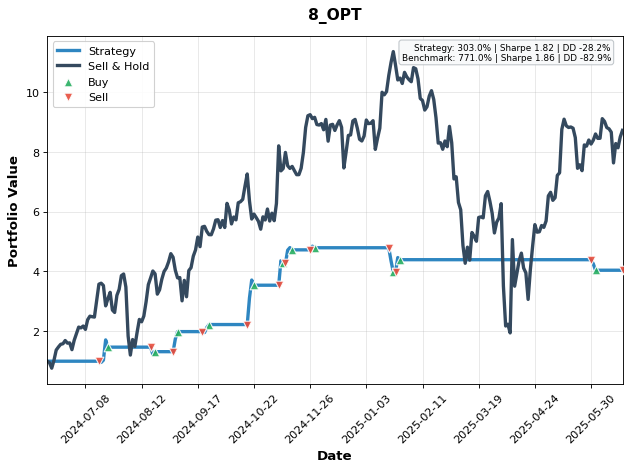 8_OPT
Strategy
Sell & Hold
Buy
Sell
Strategy: 303.0% | Sharpe 1.82 | DD -28.2%
Benchmark: 771.0% | Sharpe 1.86 | DD -82.9%
Portfolio Value
10
8
6
4
2
2024-07-08
2024-08-12
2024-09-17
2024-10-22
2024-11-26
2025-01-03
2025-02-11
2025-03-19
2025-04-24
2025-05-30
Date